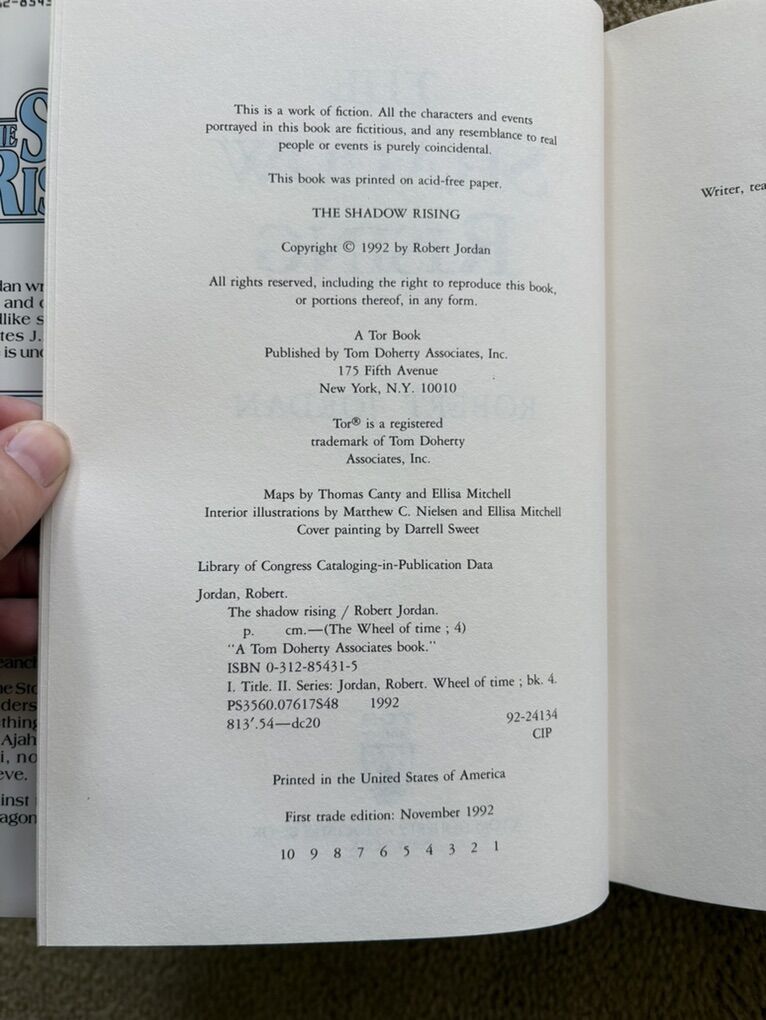 This is a work of fiction. All the characters and events
portrayed in this book are fictitious, and any resemblance to real
people or events is purely coincidental.
This book was printed on acid-free paper.
THE SHADOW RISING
Copyright © 1992 by Robert Jordan
All rights reserved, including the right to reproduce this book,
or portions thereof, in any form.
A Tor Book
Published by Tom Doherty Associates, Inc.
175 Fifth Avenue
New York, N.Y. 10010
Tor® is a registered
trademark of Tom Doherty
Associates, Inc.
Maps by Thomas Canty and Ellisa Mitchell
Interior illustrations by Matthew C. Nielsen and Ellisa Mitchell
Cover painting by Darrell Sweet
Library of Congress Cataloging-in-Publication Data
Jordan, Robert.
The shadow rising / Robert Jordan.
p. cm.—(The Wheel of time ; 4)
"A Tom Doherty Associates book."
ISBN 0-312-85431-5
I. Title. II. Series: Jordan, Robert. Wheel of time ; bk. 4.
PS3560.O7617S48 1992
813'.54—dc20 92-24134
CIP
Printed in the United States of America
First trade edition: November 1992
10 9 8 7 6 5 4 3 2 1
Writer,
and
is